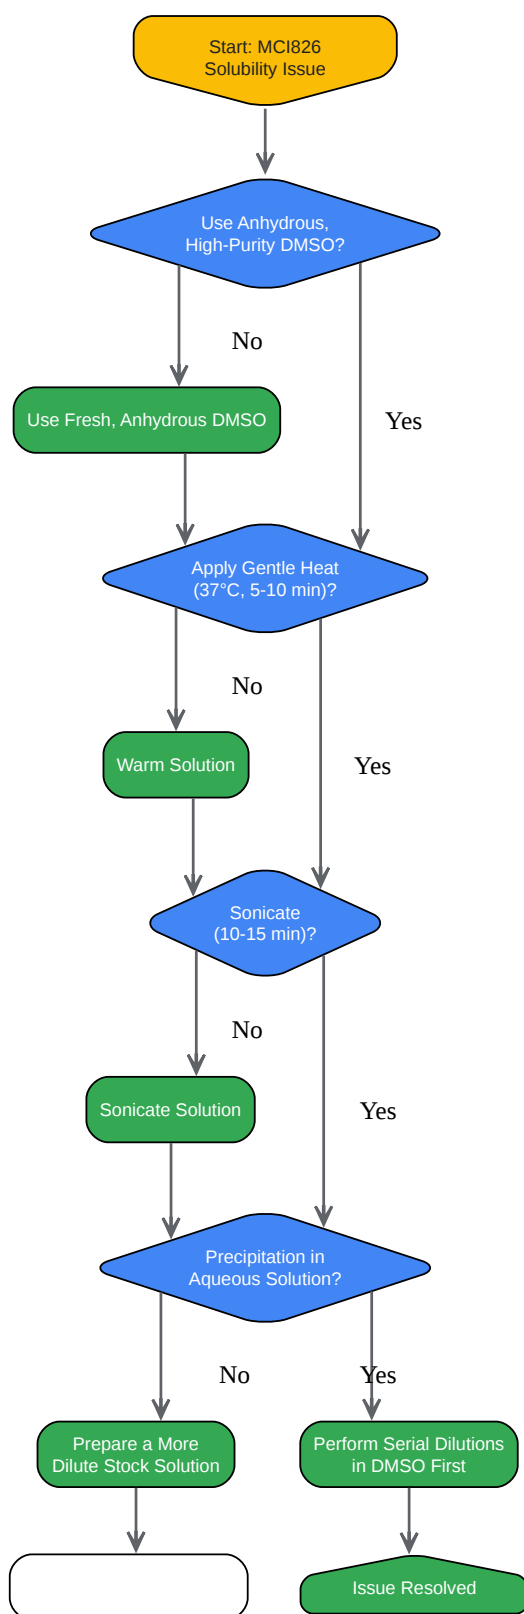 Start: MCI826
Solubility Issue
Use Anhydrous,
High-Purity DMSO?
No
Yes
Use Fresh, Anhydrous DMSO
Apply Gentle Heat
(37°C, 5-10 min)?
No
Yes
Warm Solution
Sonicate
(10-15 min)?
No
Yes
Sonicate Solution
Precipitation in
Aqueous Solution?
No
Yes
Prepare a More
Dilute Stock Solution
Perform Serial Dilutions
in DMSO First
Issue Resolved